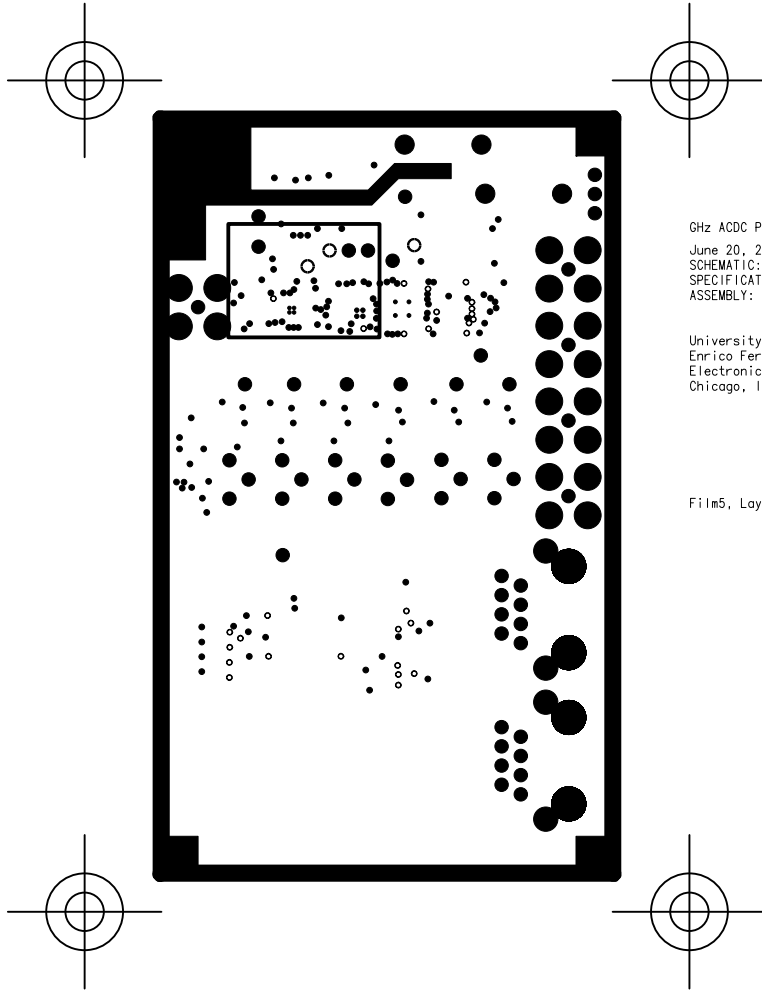 GHz ACDC P
June 20, 2
SCHEMATIC:
SPECIFICAT
ASSEMBLY:
University
Enrico Fer
Electronic
Chicago, I
Film5, Lay